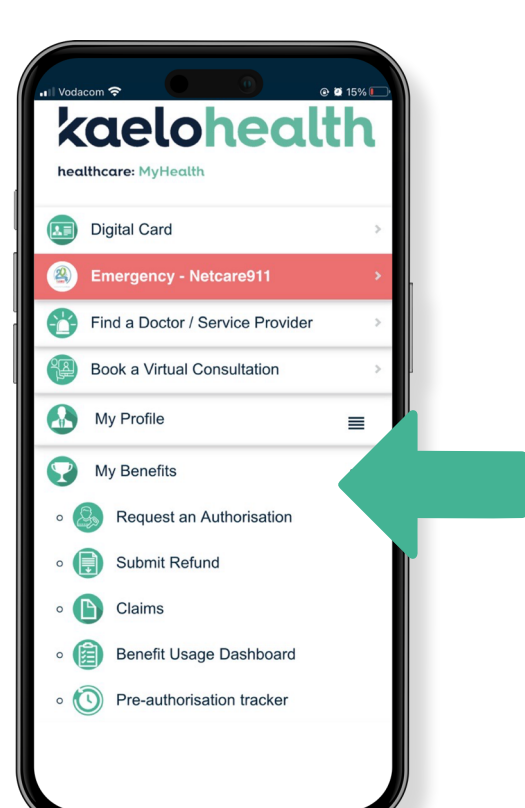 Vodacom
15%
kaelohealth
healthcare: MyHealth
Digital Card
Emergency - Netcare911
Find a Doctor / Service Provider
Book a Virtual Consultation
My Profile
My Benefits
Request an Authorisation
Submit Refund
Claims
Benefit Usage Dashboard
Pre-authorisation tracker